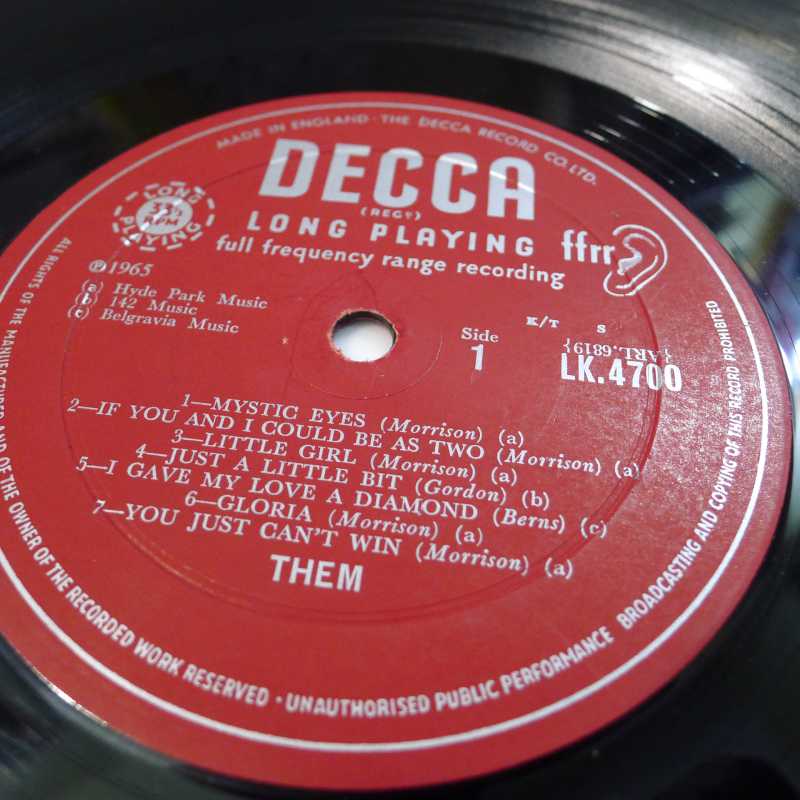 MADE IN ENGLAND · THE DECCA RECORD CO. LTD.
DECCA
(REGD)
LONG PLAYING
full frequency range recording
ffrr
LONG PLAYING
33⅓
RPM
℗1965
(a) Hyde Park Music
(b) 142 Music
(c) Belgravia Music
Side
1
K/T S
{ARL.6819}
LK.4700
1—MYSTIC EYES (Morrison) (a)
2—IF YOU AND I COULD BE AS TWO (Morrison) (a)
3—LITTLE GIRL (Morrison) (a)
4—JUST A LITTLE BIT (Gordon) (b)
5—I GAVE MY LOVE A DIAMOND (Berns) (c)
6—GLORIA (Morrison) (a)
7—YOU JUST CAN'T WIN (Morrison) (a)
THEM
ALL RIGHTS OF THE MANUFACTURER AND OF THE OWNER OF THE RECORDED WORK RESERVED · UNAUTHORISED PUBLIC PERFORMANCE BROADCASTING AND COPYING OF THIS RECORD PROHIBITED